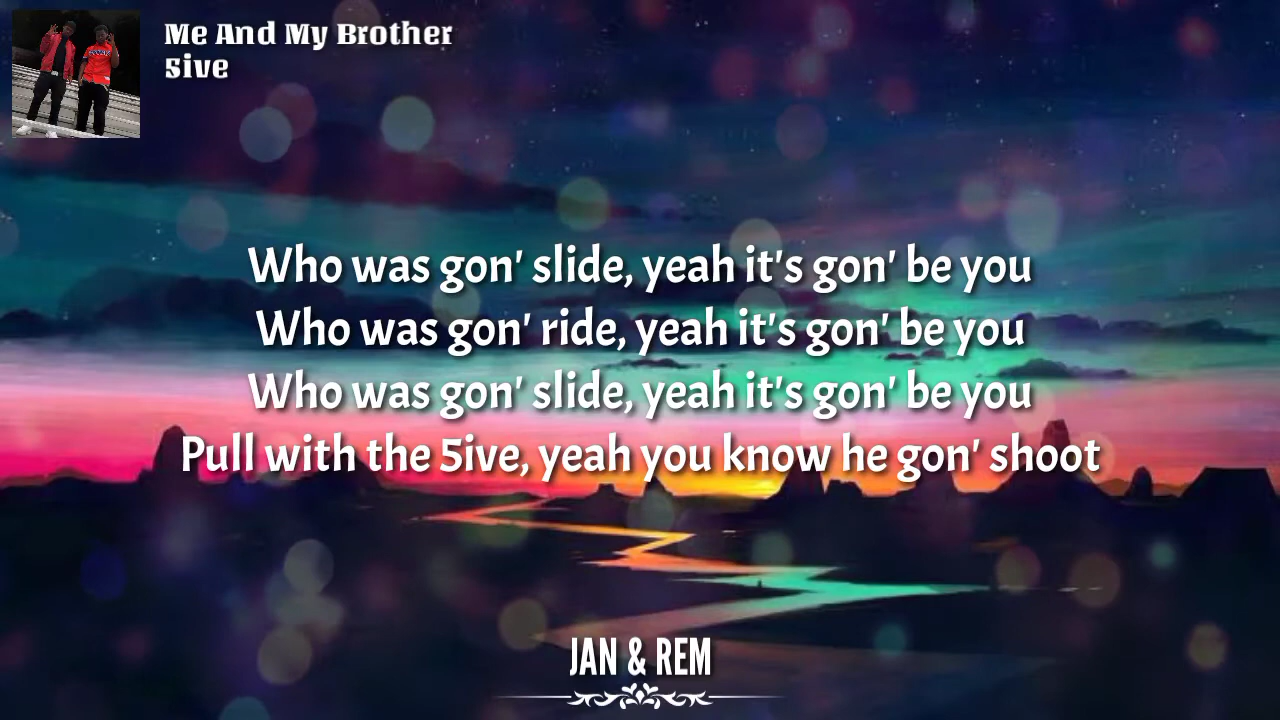 Me And My Brother
5ive
Who was gon' slide, yeah it's gon' be you
Who was gon' ride, yeah it's gon' be you
Who was gon' slide, yeah it's gon' be you
Pull with the 5ive, yeah you know he gon' shoot
JAN & REM